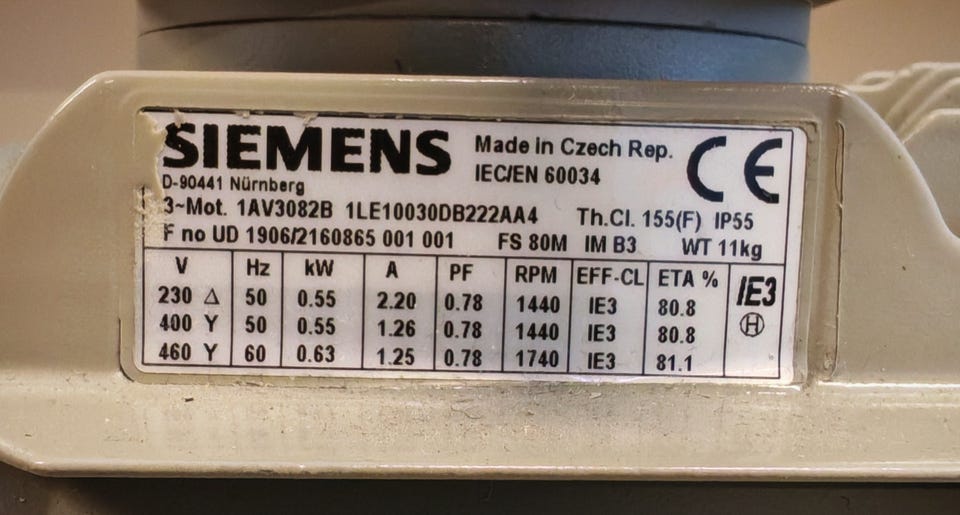 SIEMENS
Made in Czech Rep.
IEC/EN 60034
CE
D-90441 Nürnberg
3~Mot. 1AV3082B 1LE10030DB222AA4 Th.Cl. 155(F) IP55
F no UD 1906/2160865 001 001 FS 80M IM B3 WT 11kg
V Hz kW A PF RPM EFF-CL ETA % IE3
230 Δ 50 0.55 2.20 0.78 1440 IE3 80.8
400 Y 50 0.55 1.26 0.78 1440 IE3 80.8 H
460 Y 60 0.63 1.25 0.78 1740 IE3 81.1